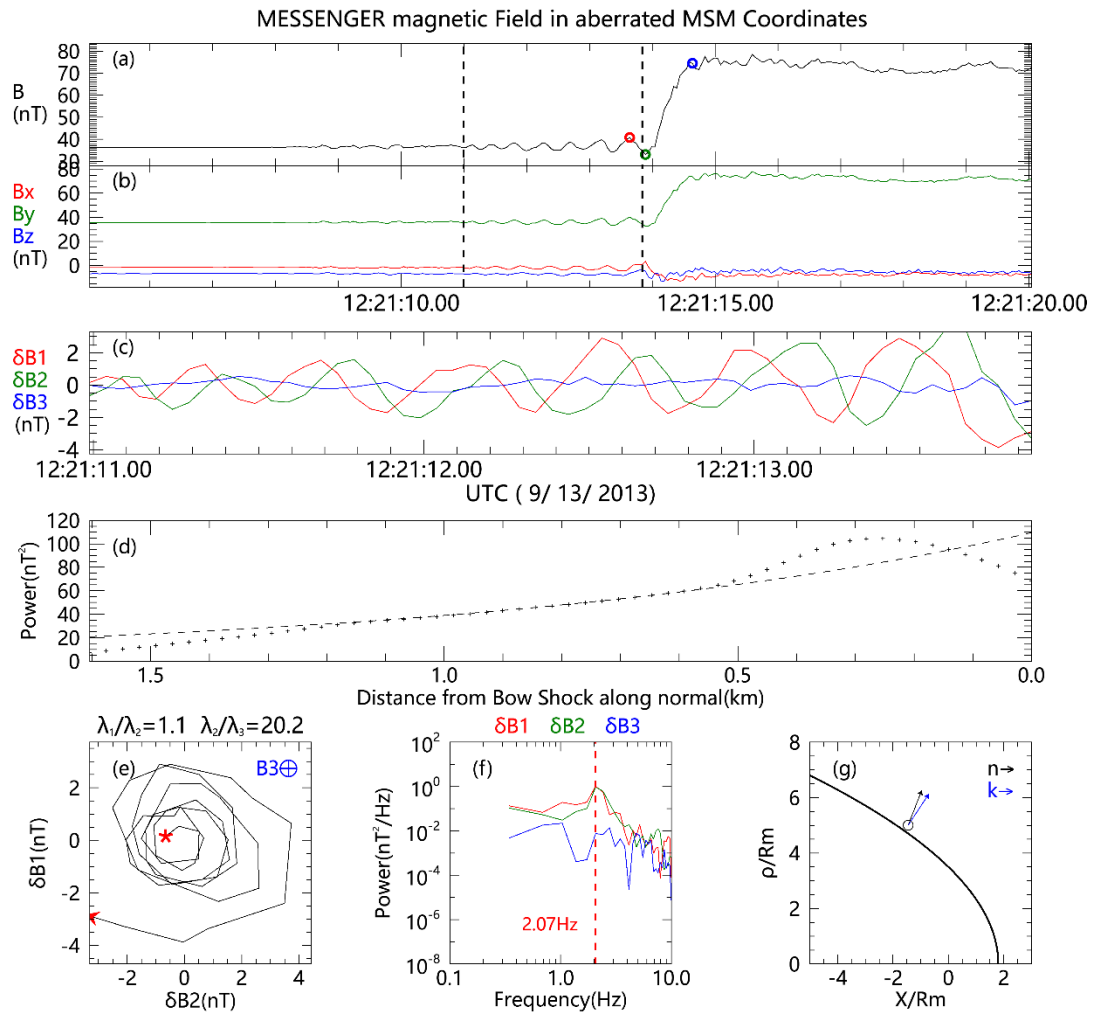 MESSENGER magnetic Field in aberrated MSM Coordinates
(a)
B
(nT)
80
70
60
50
40
30
(b)
Bx
By
Bz
(nT)
80
60
40
20
0
12:21:10.00 12:21:15.00 12:21:20.00
(c)
δB1
δB2
δB3
(nT)
2
0
-2
-4
12:21:11.00 12:21:12.00 12:21:13.00
UTC ( 9/ 13/ 2013)
(d)
Power(nT²)
120
100
80
60
40
20
0
1.5 1.0 0.5 0.0
Distance from Bow Shock along normal(km)
λ₁/λ₂=1.1 λ₂/λ₃=20.2
(e) B3⊕
δB1(nT)
2
0
-2
-4
-2 0 2 4
δB2(nT)
δB1 δB2 δB3
(f)
Power(nT²/Hz)
10²
10⁰
10⁻²
10⁻⁴
10⁻⁶
10⁻⁸
2.07Hz
0.1 1.0 10.0
Frequency(Hz)
(g) n→
k→
ρ/Rm
8
6
4
2
0
-4 -2 0 2
X/Rm